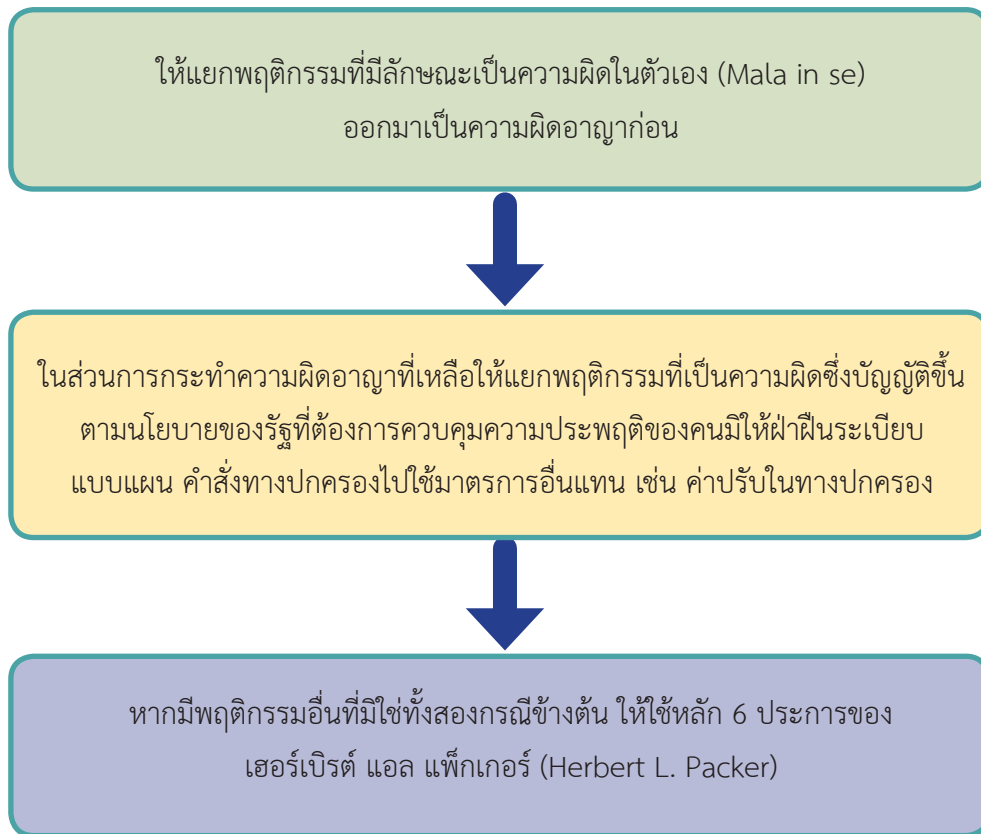 ให้แยกพฤติกรรมที่มีลักษณะเป็นความผิดในตัวเอง (Mala in se)
ออกมาเป็นความผิดอาญาก่อน
ในส่วนการกระทำความผิดอาญาที่เหลือให้แยกพฤติกรรมที่เป็นความผิดซึ่งบัญญัติขึ้น
ตามนโยบายของรัฐที่ต้องการควบคุมความประพฤติของคนมิให้ฝ่าฝืนระเบียบ
แบบแผน คำสั่งทางปกครองไปใช้มาตรการอื่นแทน เช่น ค่าปรับในทางปกครอง
หากมีพฤติกรรมอื่นที่มิใช่ทั้งสองกรณีข้างต้น ให้ใช้หลัก 6 ประการของ
เฮอร์เบิรต์ แอล แพ็กเกอร์ (Herbert L. Packer)